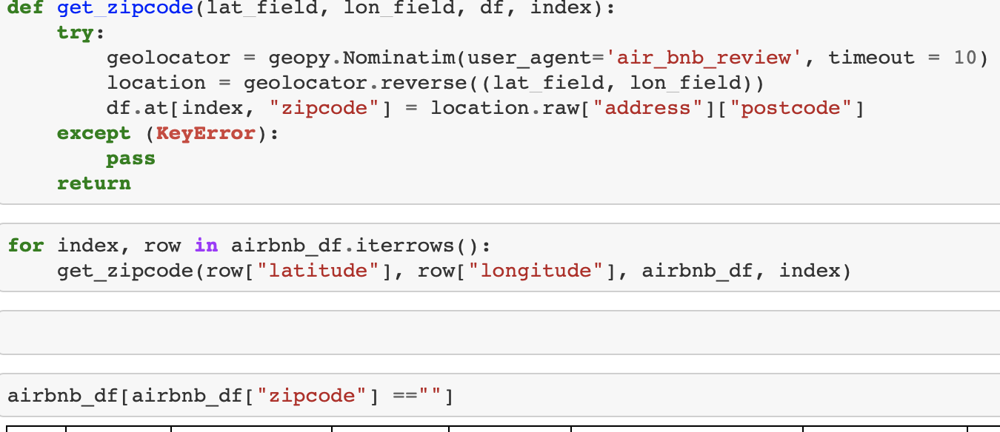 def get_zipcode(lat_field, lon_field, df, index):
    try:
        geolocator = geopy.Nominatim(user_agent='air_bnb_review', timeout = 10)
        location = geolocator.reverse((lat_field, lon_field))
        df.at[index, "zipcode"] = location.raw["address"]["postcode"]
    except (KeyError):
        pass
    return
for index, row in airbnb_df.iterrows():
    get_zipcode(row["latitude"], row["longitude"], airbnb_df, index)
airbnb_df[airbnb_df["zipcode"] ==""]